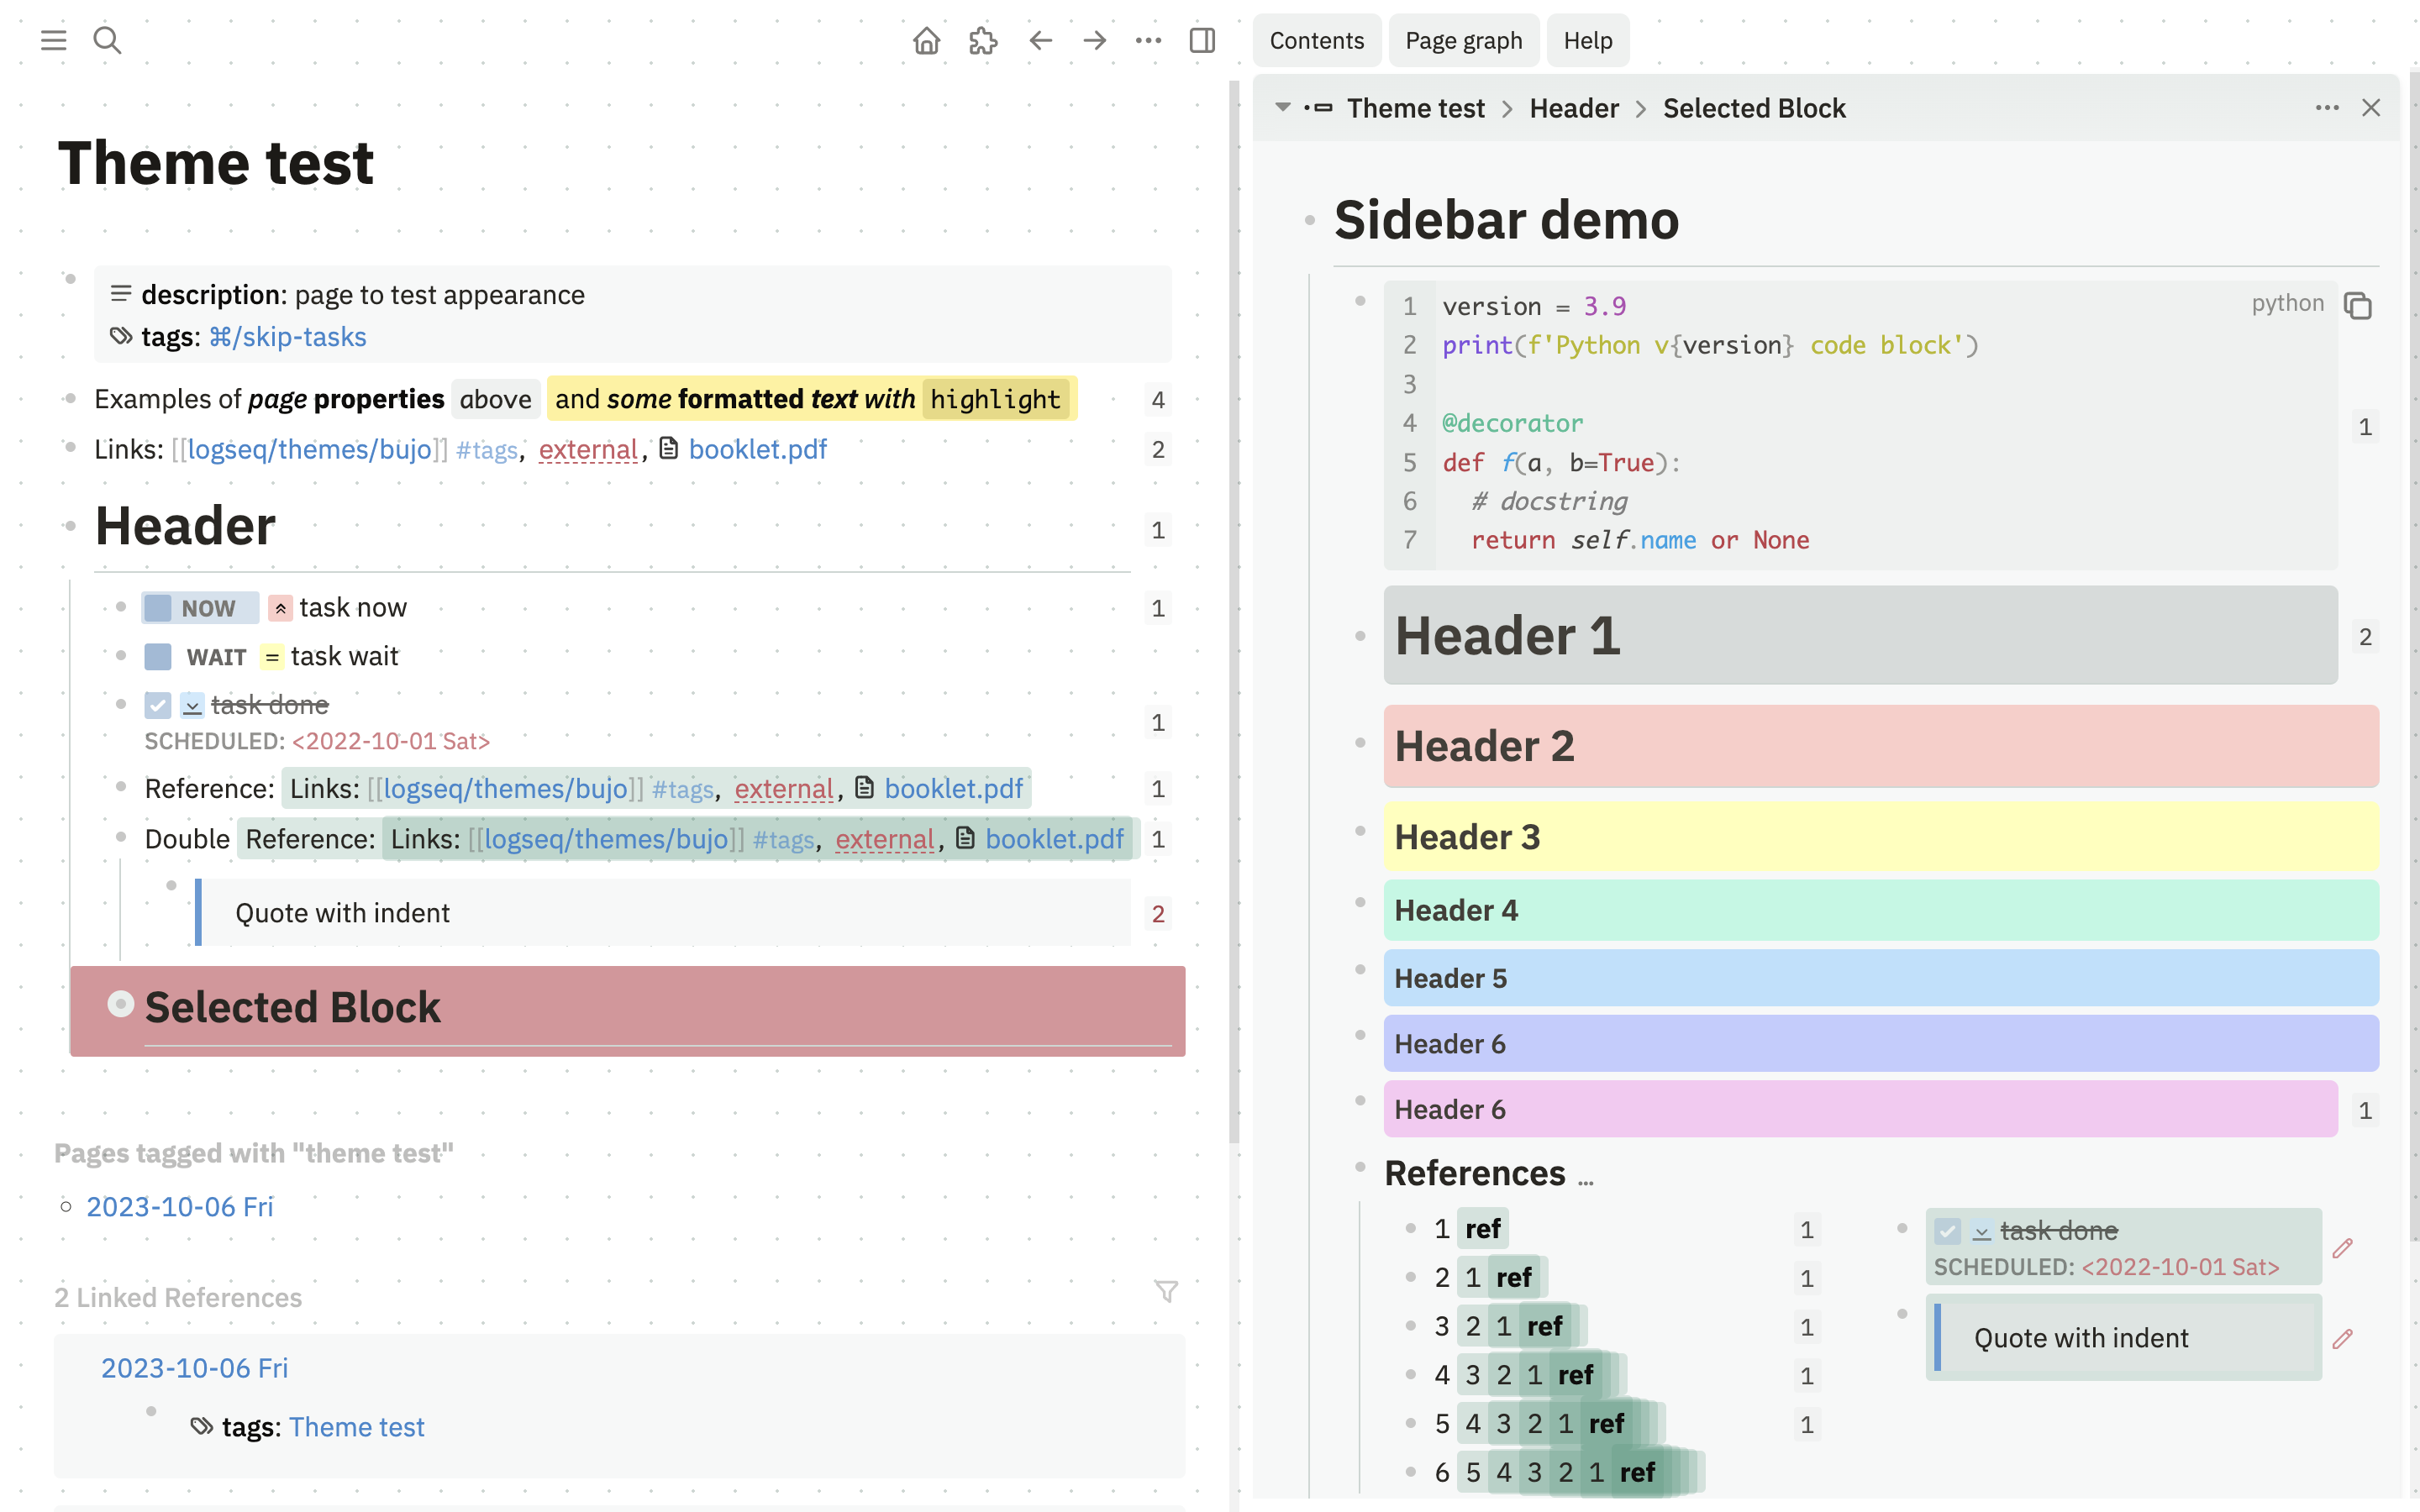 Contents
Page graph
Help
Theme test
description: page to test appearance
tags: ⌘/skip-tasks
Examples of page properties above and some formatted text with highlight 4
Links: [[logseq/themes/bujo]] #tags, external, booklet.pdf 2
Header 1
NOW task now 1
WAIT = task wait
task done
SCHEDULED: <2022-10-01 Sat> 1
Reference: Links: [[logseq/themes/bujo]] #tags, external, booklet.pdf 1
Double Reference: Links: [[logseq/themes/bujo]] #tags, external, booklet.pdf 1
Quote with indent 2
Selected Block
Pages tagged with "theme test"
2023-10-06 Fri
2 Linked References
2023-10-06 Fri
tags: Theme test
Theme test > Header > Selected Block
Sidebar demo
python
1 version = 3.9
2 print(f'Python v{version} code block')
3
4 @decorator
5 def f(a, b=True):
6 # docstring
7 return self.name or None
1
Header 1 2
Header 2
Header 3
Header 4
Header 5
Header 6
Header 6 1
References ...
1 ref 1
2 1 ref 1
3 2 1 ref 1
4 3 2 1 ref 1
5 4 3 2 1 ref 1
6 5 4 3 2 1 ref
task done
SCHEDULED: <2022-10-01 Sat>
Quote with indent